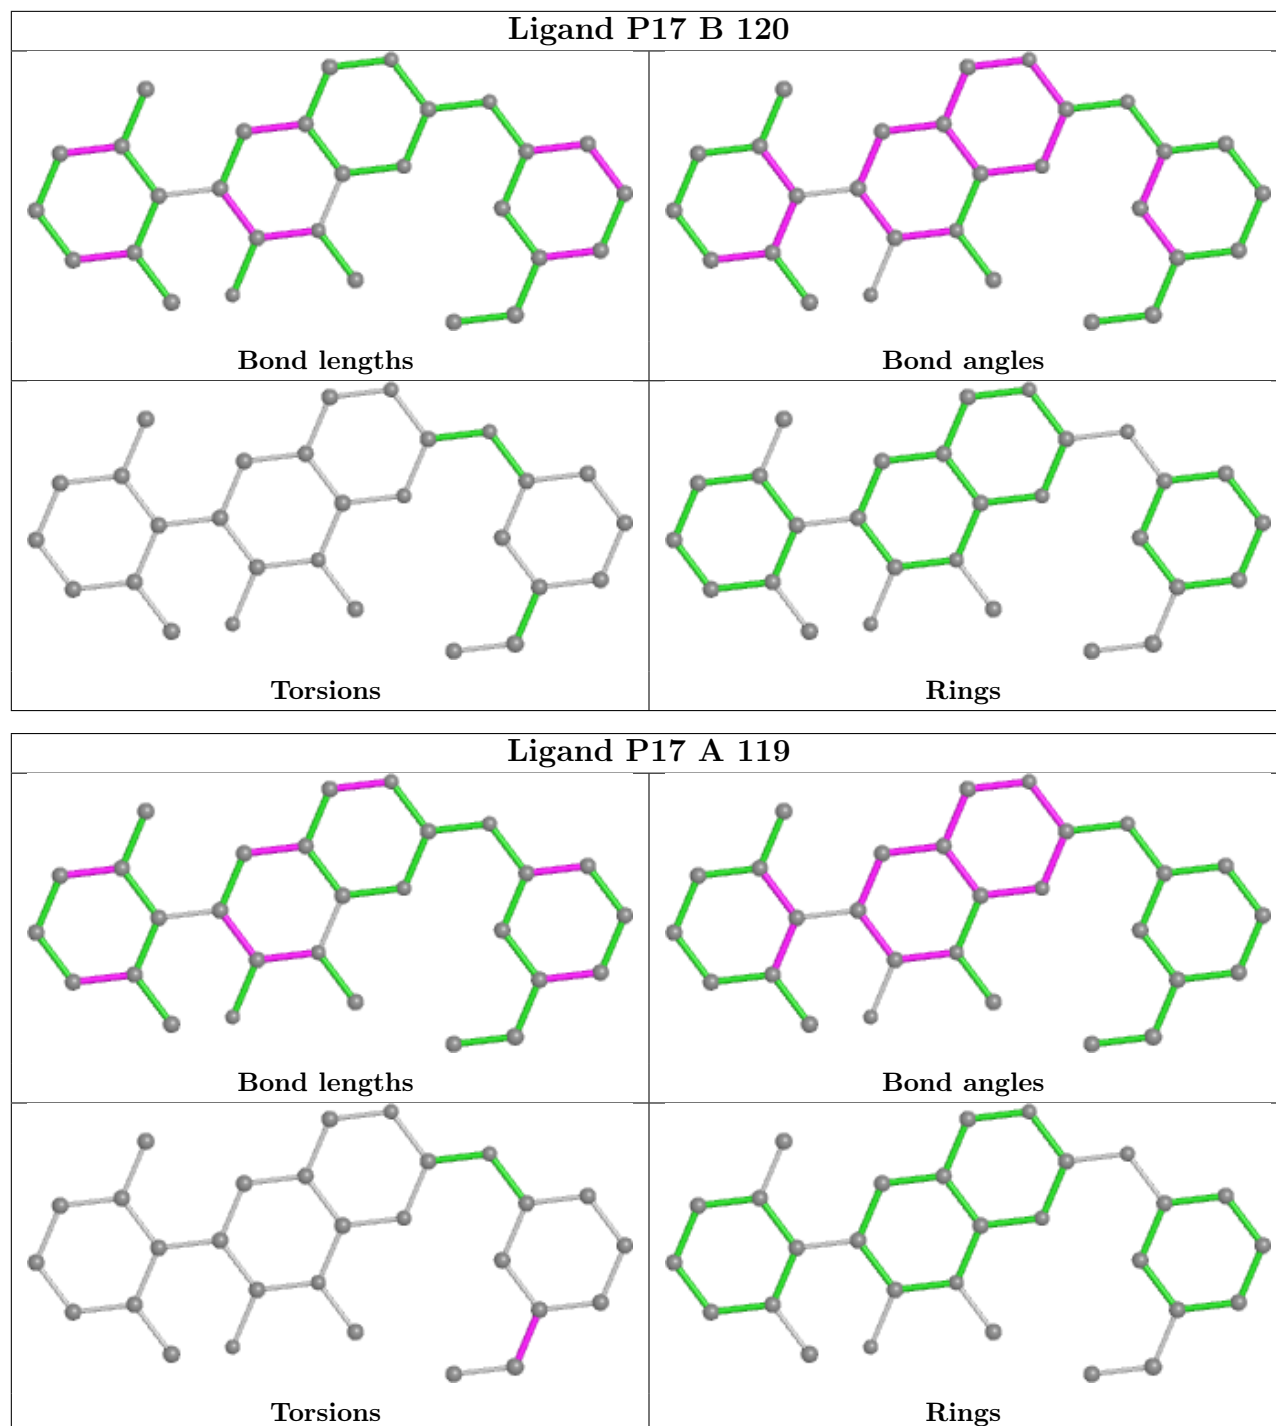 Ligand P17 B 120
Bond lengths
Bond angles
Torsions
Rings
Ligand P17 A 119
Bond lengths
Bond angles
Torsions
Rings